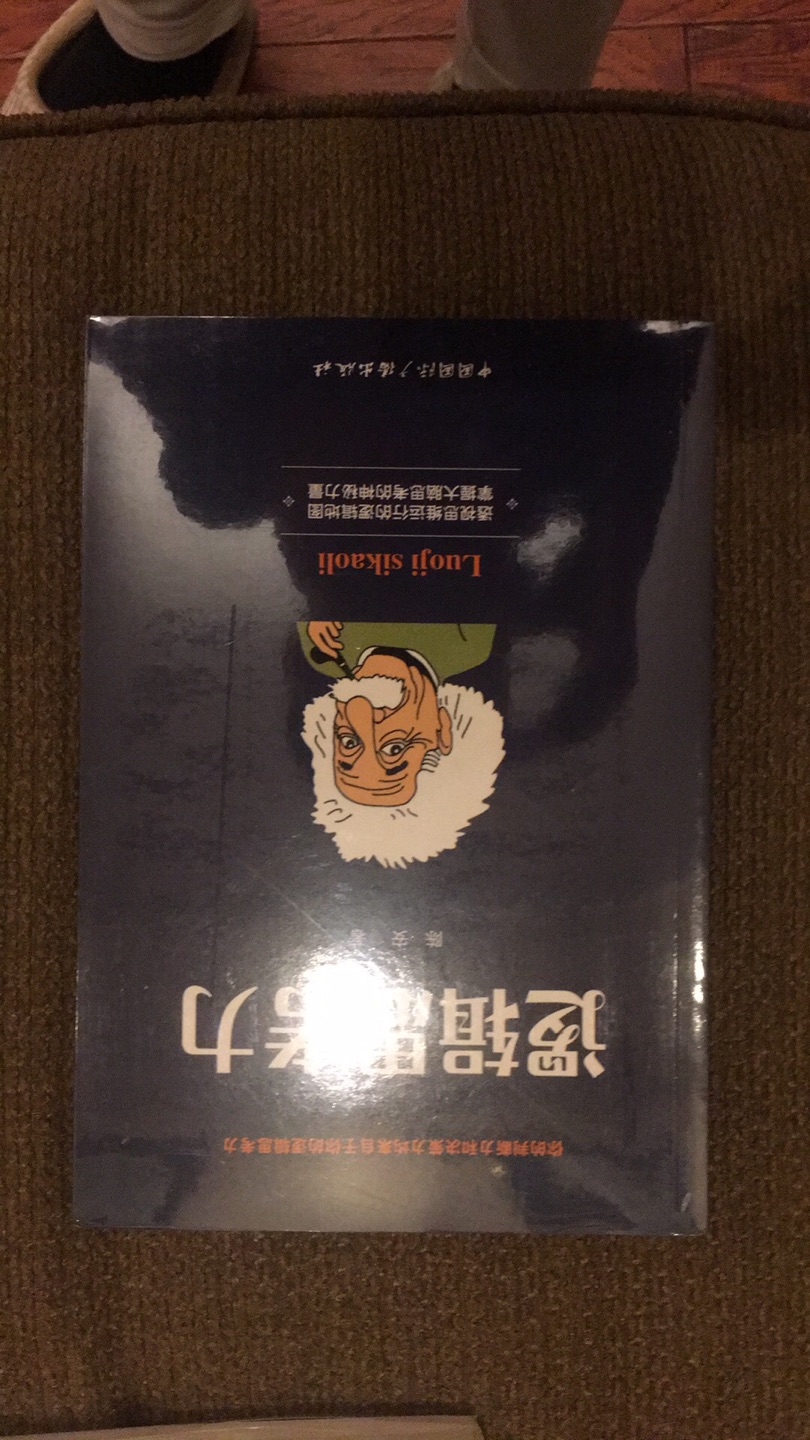 你的判断力和决策力均来自于你的逻辑思考力
逻辑思考力
陈 安 著
Luoji sikaoli
透视思维运行的逻辑地图
掌握大脑思考的神秘力量
中国国际广播出版社